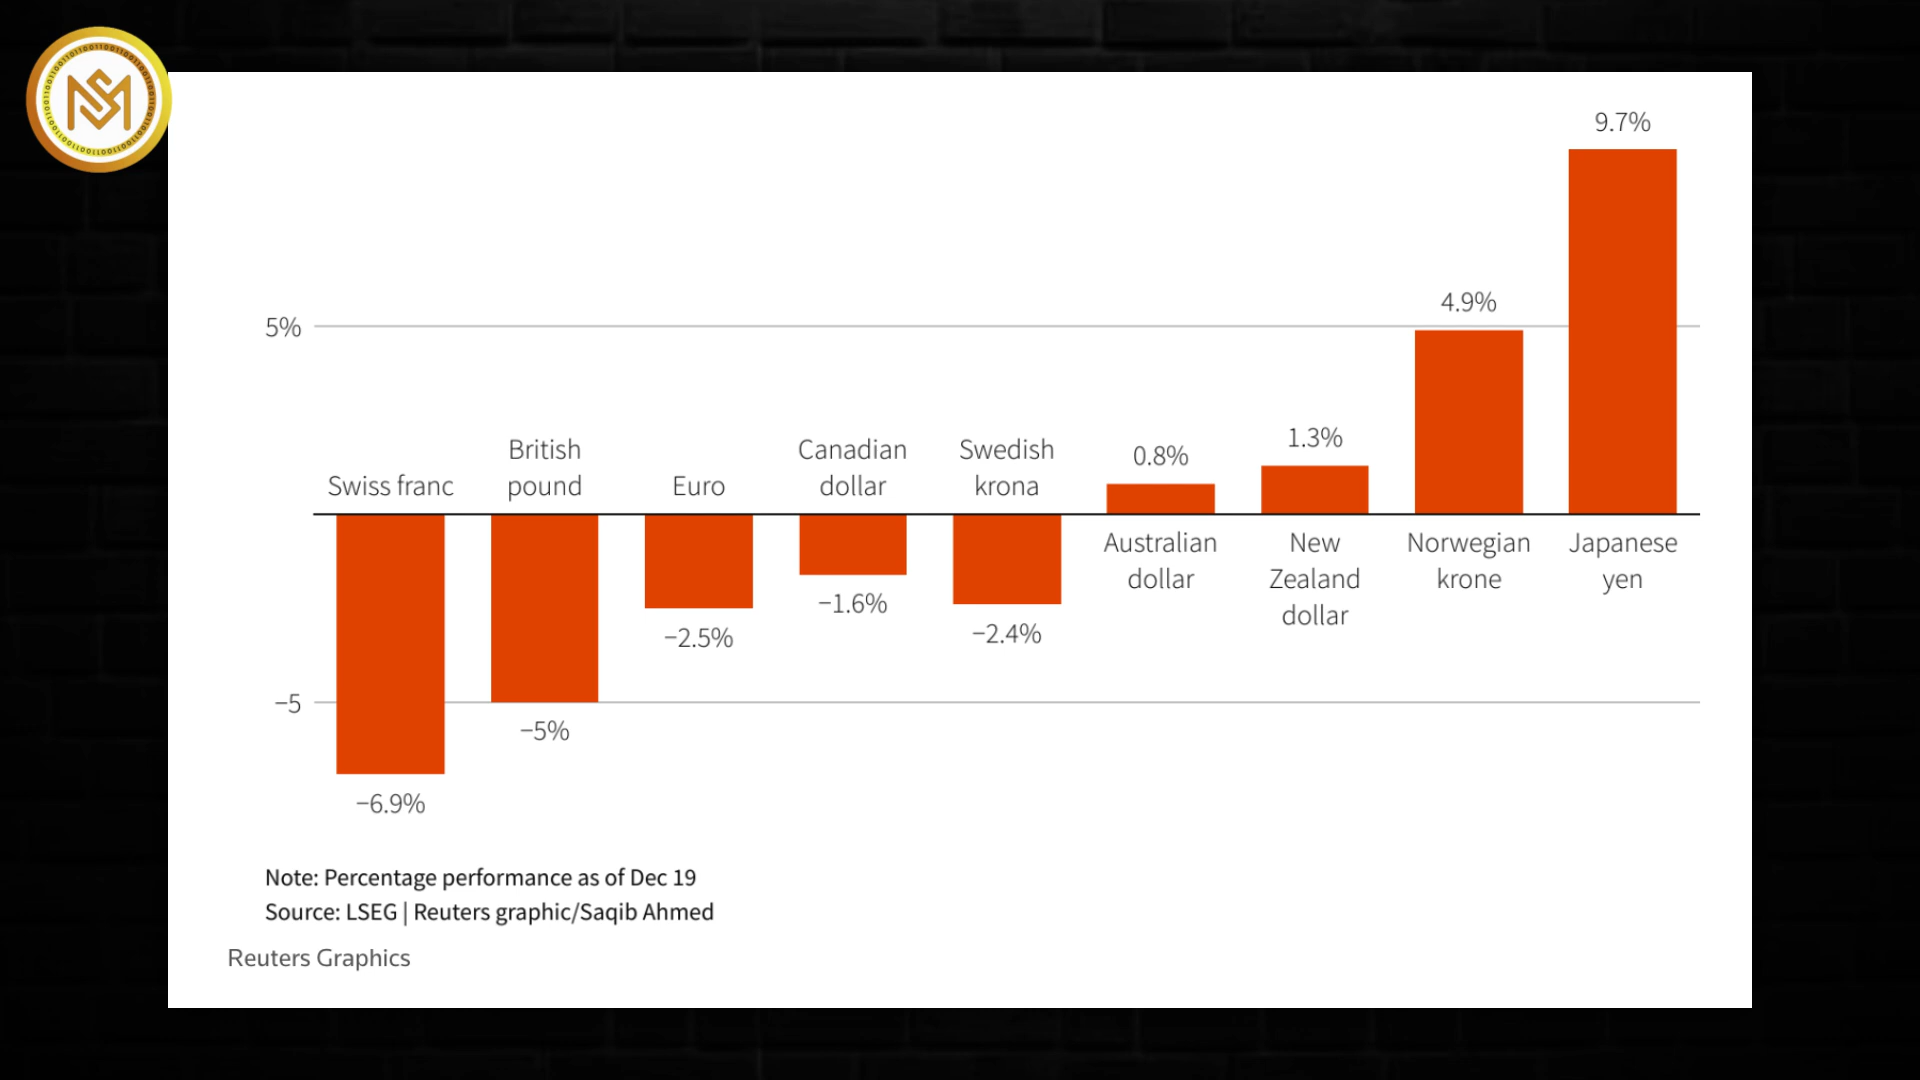 9.7%
5%
4.9%
British
Canadian
Swedish
0.8%
1.3%
Swiss franc
pound
Euro
dollar
krona
Australian
dollar
New
Zealand
dollar
Norwegian
krone
Japanese
yen
−1.6%
−2.5%
−2.4%
−5
−5%
−6.9%
Note: Percentage performance as of Dec 19
Source: LSEG | Reuters graphic/Saqib Ahmed
Reuters Graphics